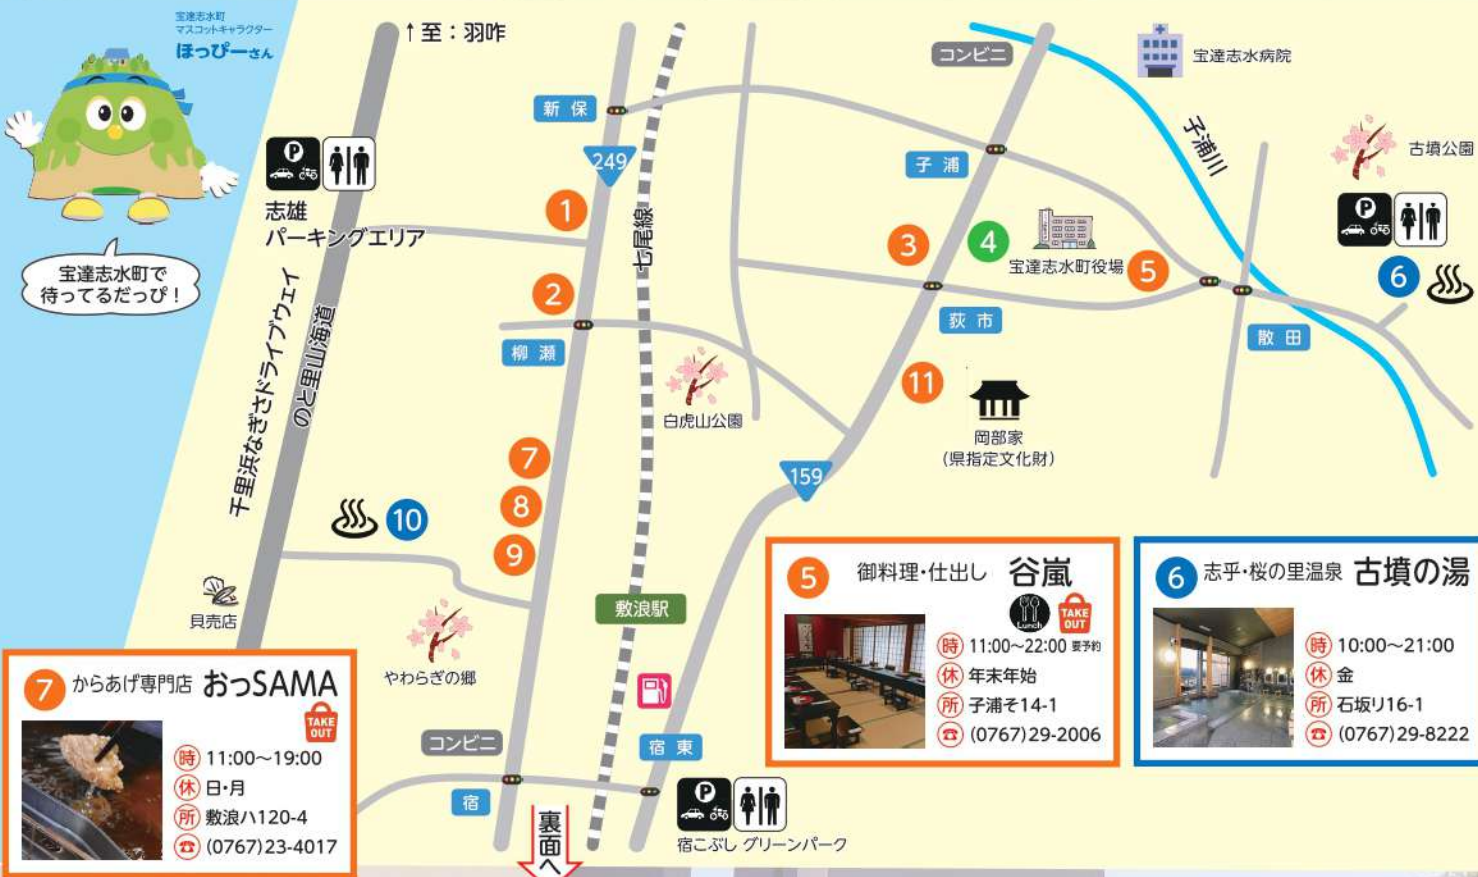 宝達志水町
マスコットキャラクター
ほっぴーさん
宝達志水町で
待ってるだっぴ！
↑至：羽咋
P
志雄
パーキングエリア
千里浜なぎさドライブウェイ
のと里山海道
新保
249
七尾線
1
2
柳瀬
白虎山公園
コンビニ
子浦
宝達志水病院
子浦川
古墳公園
P
3
4
宝達志水町役場
5
6
荻市
散田
11
岡部家
(県指定文化財)
159
7
8
9
10
貝売店
やわらぎの郷
敷浪駅
コンビニ
宿
宿東
P
宿こぶし グリーンパーク
裏面へ
5 御料理・仕出し 谷嵐
Lunch
TAKE
OUT
時 11:00～22:00 要予約
休 年末年始
所 子浦そ14-1
☎ (0767)29-2006
6 志乎・桜の里温泉 古墳の湯
時 10:00～21:00
休 金
所 石坂リ16-1
☎ (0767)29-8222
7 からあげ専門店 おっSAMA
TAKE
OUT
時 11:00～19:00
休 日・月
所 敷浪ハ120-4
☎ (0767)23-4017